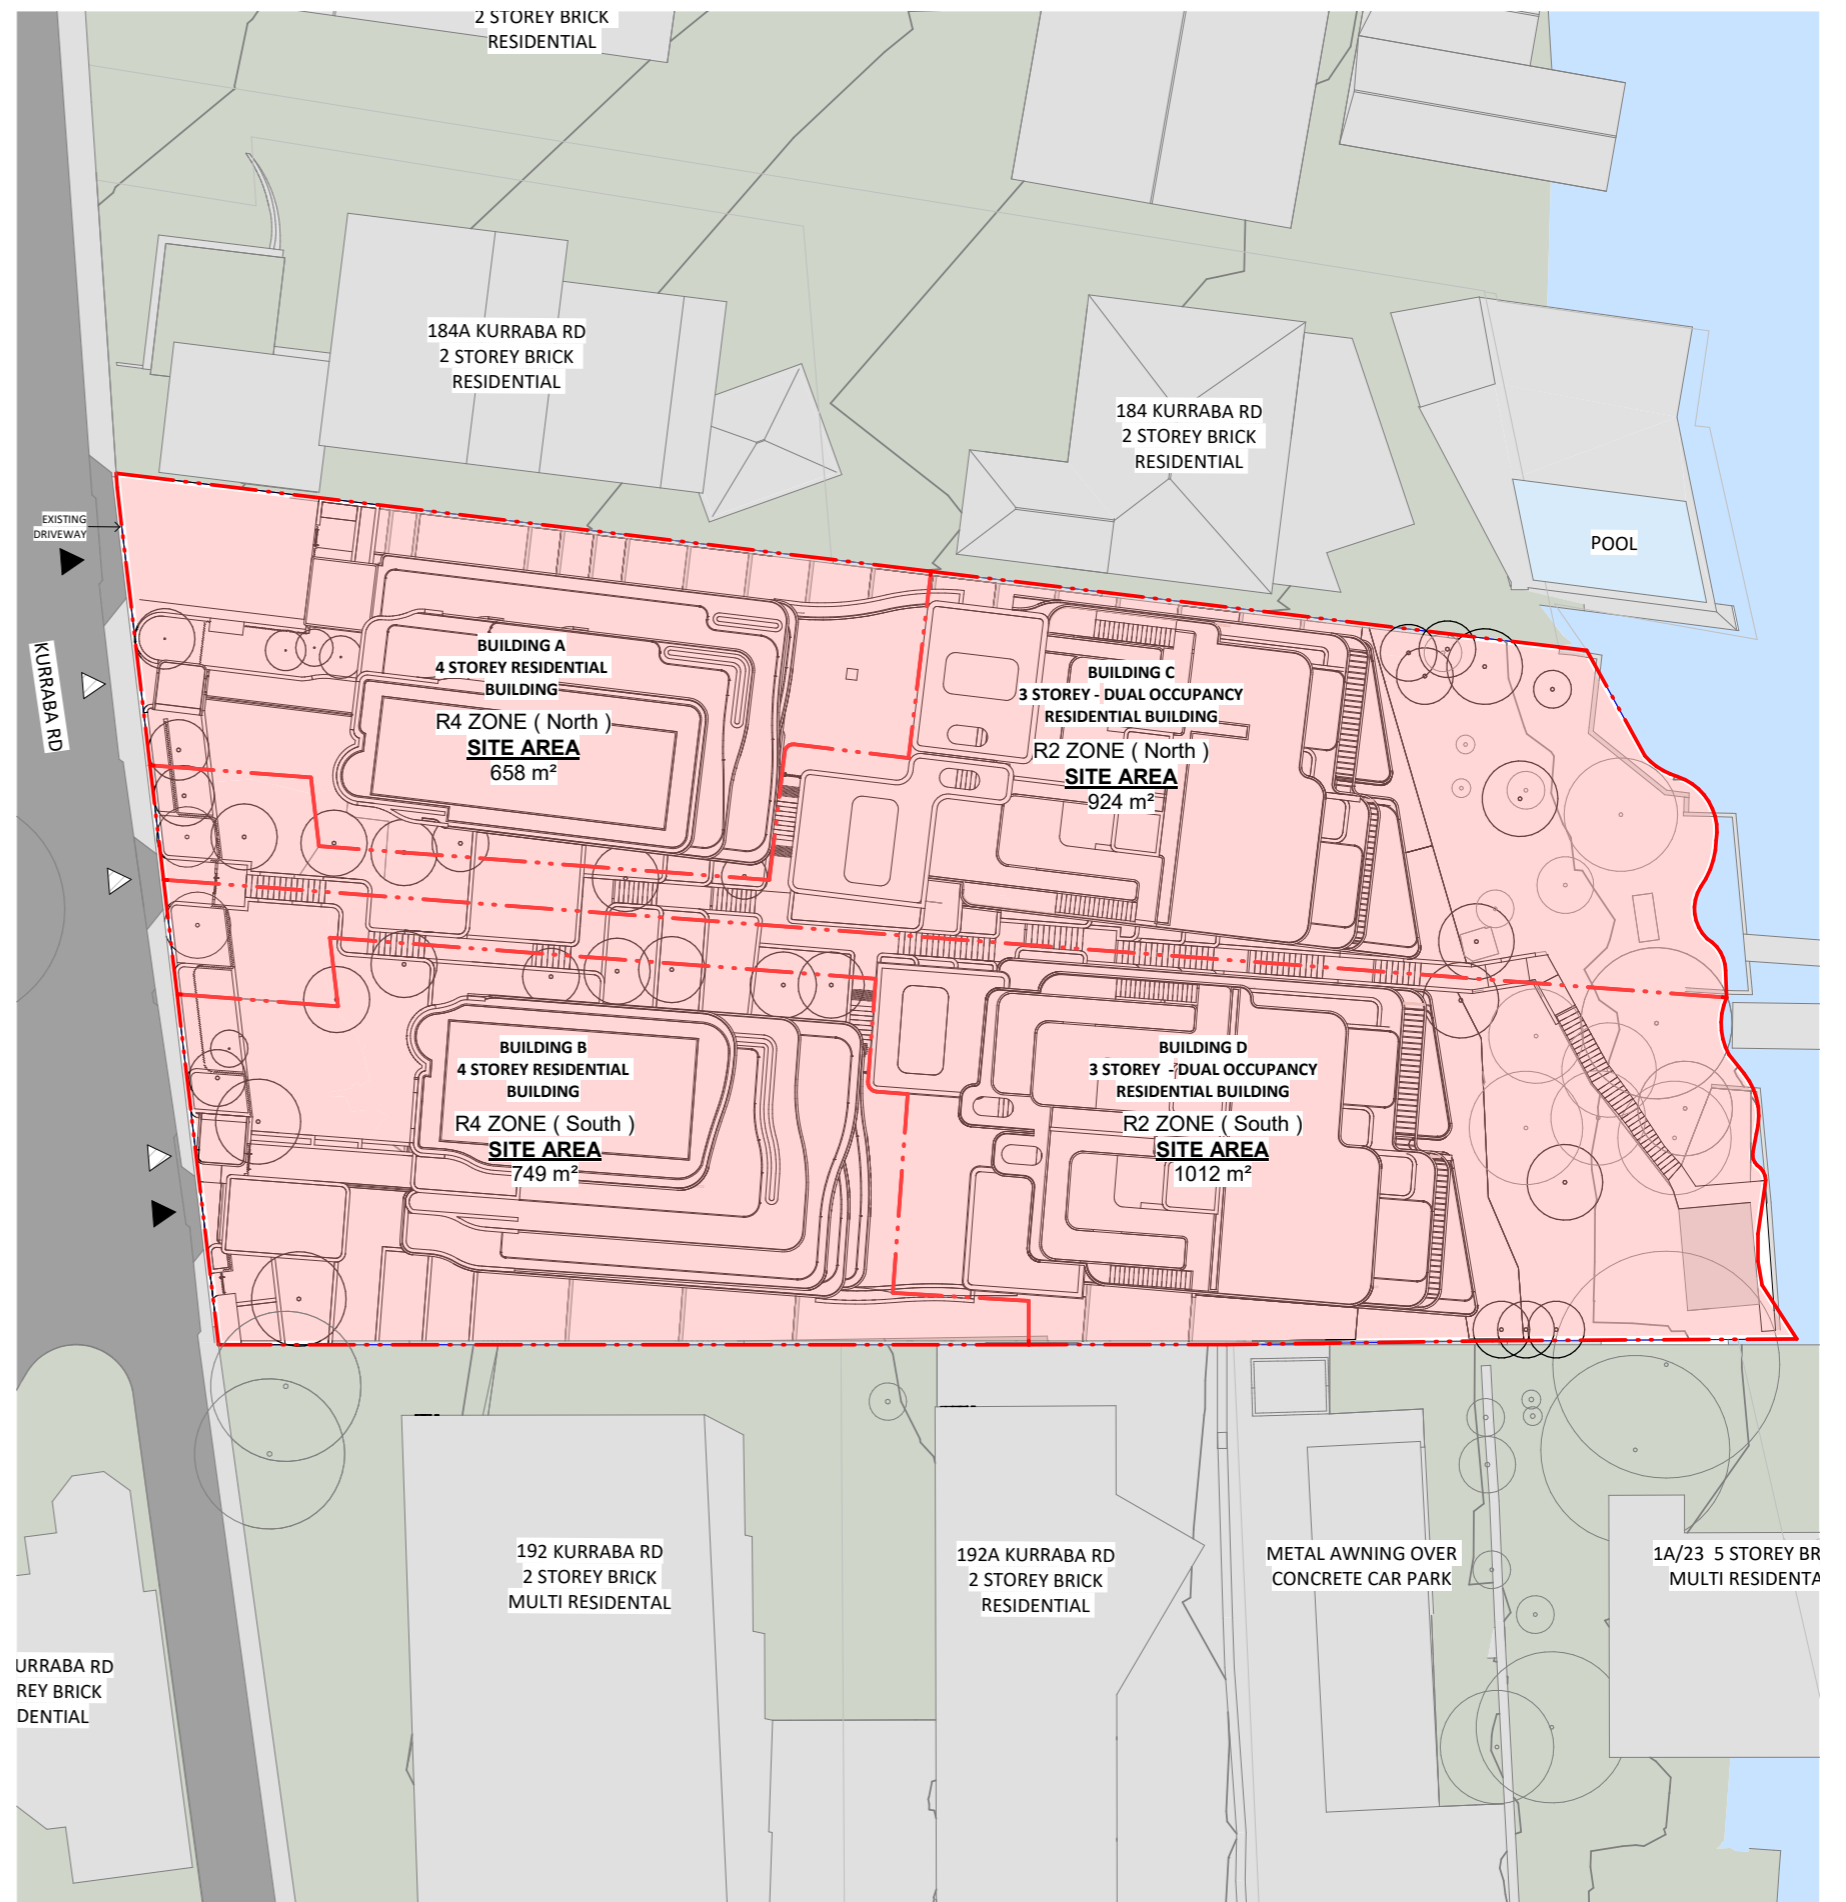 2 STOREY BRICK
RESIDENTIAL
184A KURRABA RD
2 STOREY BRICK
RESIDENTIAL
184 KURRABA RD
2 STOREY BRICK
RESIDENTIAL
POOL
EXISTING
DRIVEWAY
KURRABA RD
BUILDING A
4 STOREY RESIDENTIAL
BUILDING
R4 ZONE ( North )
SITE AREA
658 m²
BUILDING C
3 STOREY - DUAL OCCUPANCY
RESIDENTIAL BUILDING
R2 ZONE ( North )
SITE AREA
924 m²
BUILDING B
4 STOREY RESIDENTIAL
BUILDING
R4 ZONE ( South )
SITE AREA
749 m²
BUILDING D
3 STOREY - DUAL OCCUPANCY
RESIDENTIAL BUILDING
R2 ZONE ( South )
SITE AREA
1012 m²
192 KURRABA RD
2 STOREY BRICK
MULTI RESIDENTAL
192A KURRABA RD
2 STOREY BRICK
RESIDENTIAL
METAL AWNING OVER
CONCRETE CAR PARK
1A/23 5 STOREY BR
MULTI RESIDENTA
URRABA RD
REY BRICK
DENTIAL